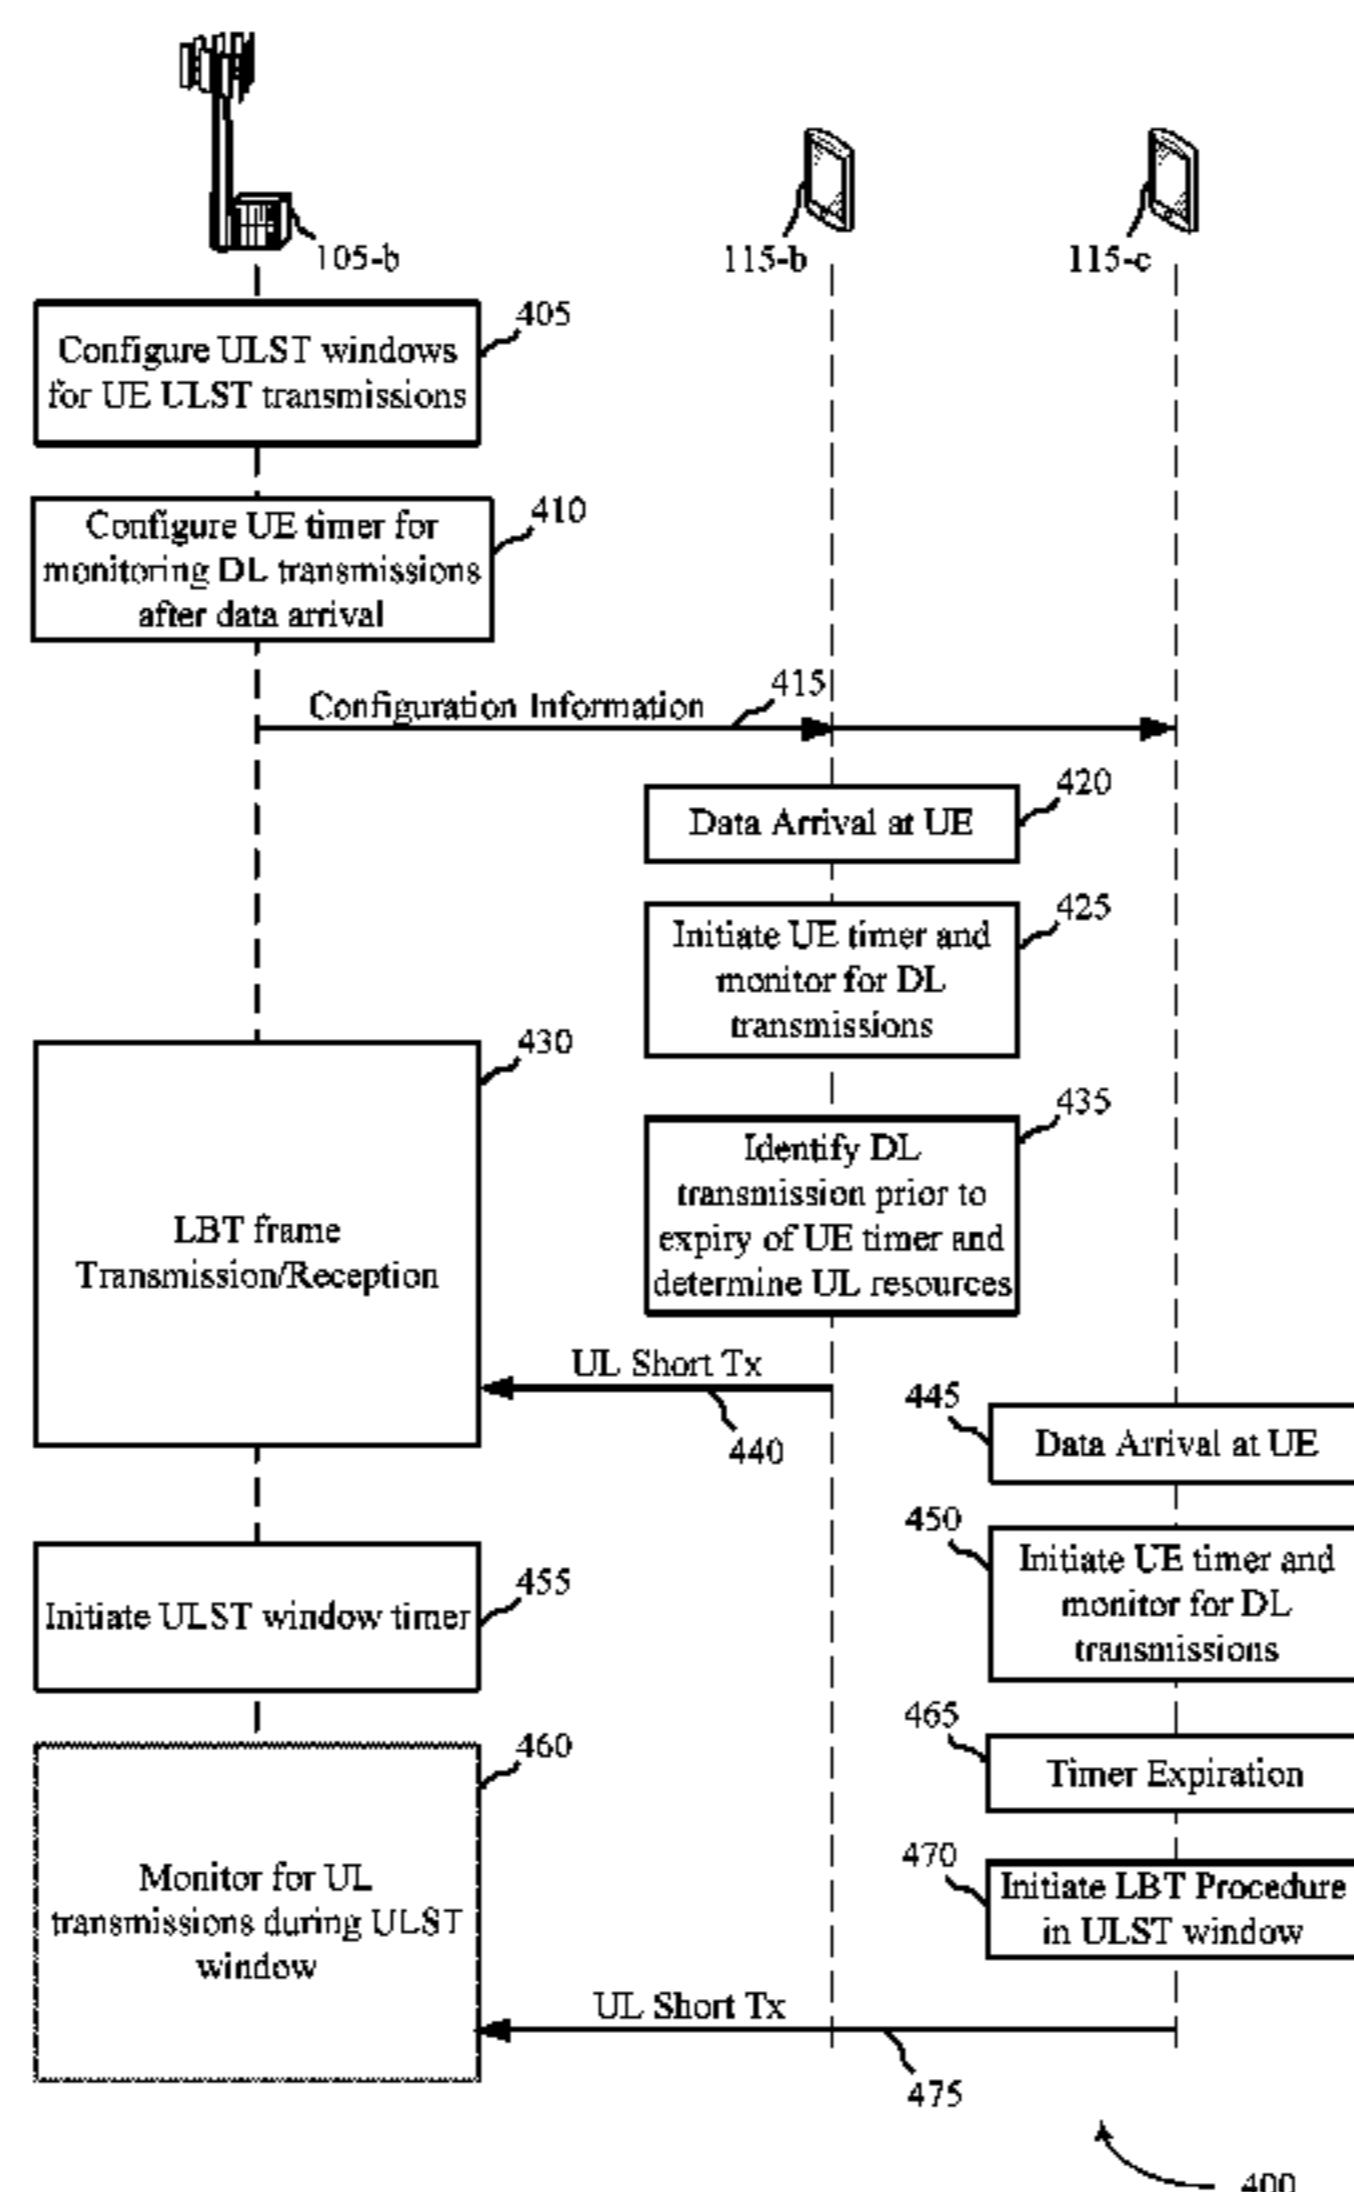 105-b
115-b
115-c
405
Configure ULST windows
for UE ULST transmissions
410
Configure UE timer for
monitoring DL transmissions
after data arrival
415
Configuration Information
420
Data Arrival at UE
425
Initiate UE timer and
monitor for DL
transmissions
430
LBT frame
Transmission/Reception
435
Identify DL
transmission prior to
expiry of UE timer and
determine UL resources
UL Short Tx
440
445
Data Arrival at UE
450
Initiate UE timer and
monitor for DL
transmissions
455
Initiate ULST window timer
460
Monitor for UL
transmissions during ULST
window
465
Timer Expiration
470
Initiate LBT Procedure
in ULST window
UL Short Tx
475
400